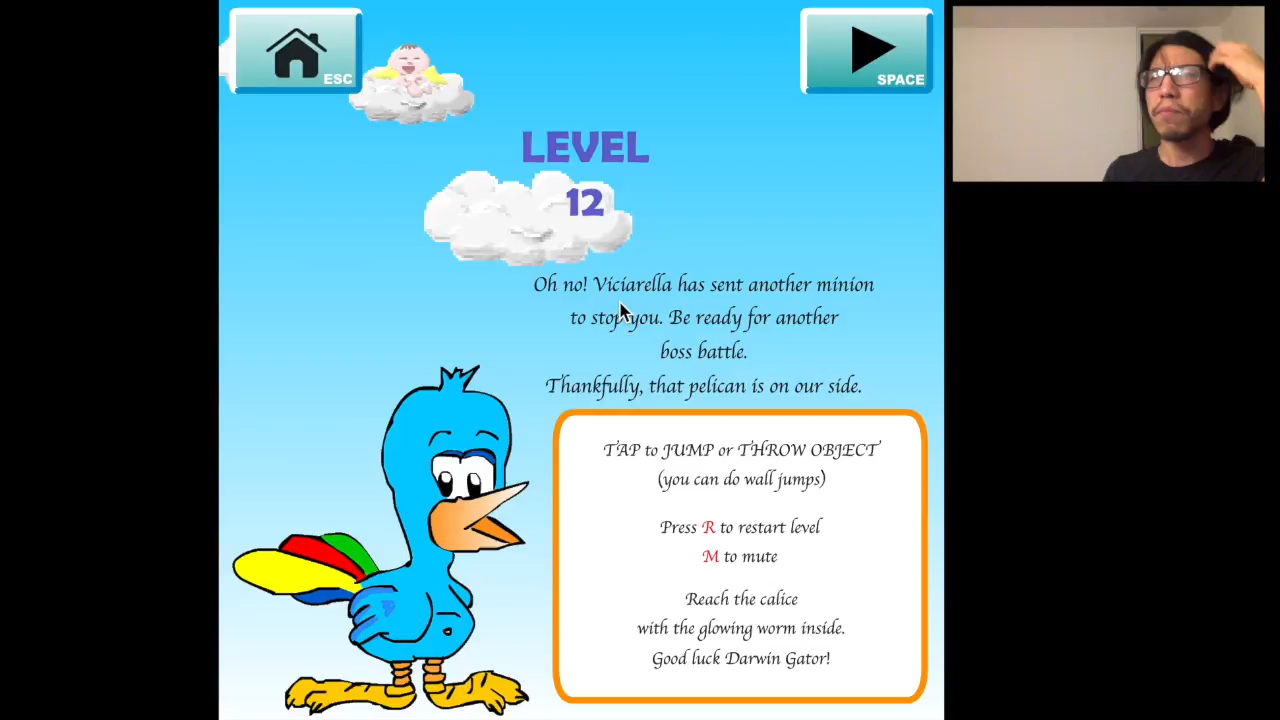 ESC
SPACE
LEVEL
12
Oh no! Viciarella has sent another minion
to stop you. Be ready for another
boss battle.
Thankfully, that pelican is on our side.
TAP to JUMP or THROW OBJECT
(you can do wall jumps)
Press R to restart level
M to mute
Reach the calice
with the glowing worm inside.
Good luck Darwin Gator!